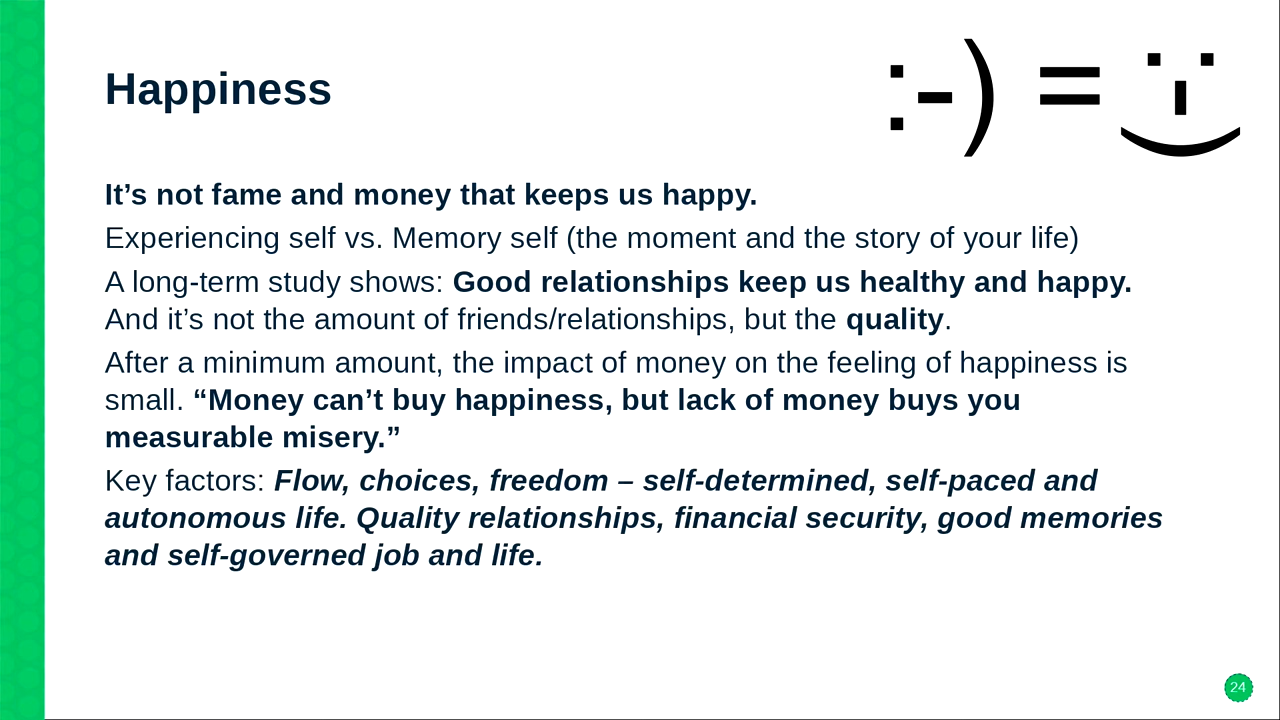 Happiness
:-) =
It’s not fame and money that keeps us happy.
Experiencing self vs. Memory self (the moment and the story of your life)
A long-term study shows: Good relationships keep us healthy and happy.
And it’s not the amount of friends/relationships, but the quality.
After a minimum amount, the impact of money on the feeling of happiness is
small. “Money can’t buy happiness, but lack of money buys you
measurable misery.”
Key factors: Flow, choices, freedom – self-determined, self-paced and
autonomous life. Quality relationships, financial security, good memories
and self-governed job and life.
24